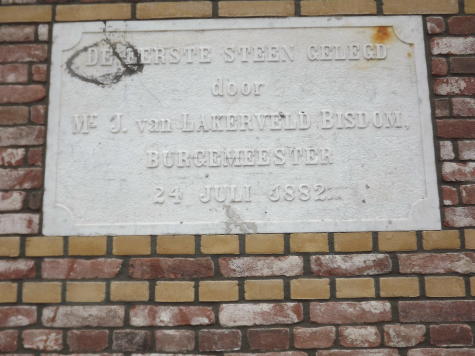 DE EERSTE STEEN GELEGD
door
Mr J. van LAKERVELD BISDOM,
BURGEMEESTER
24 JULI 1882.